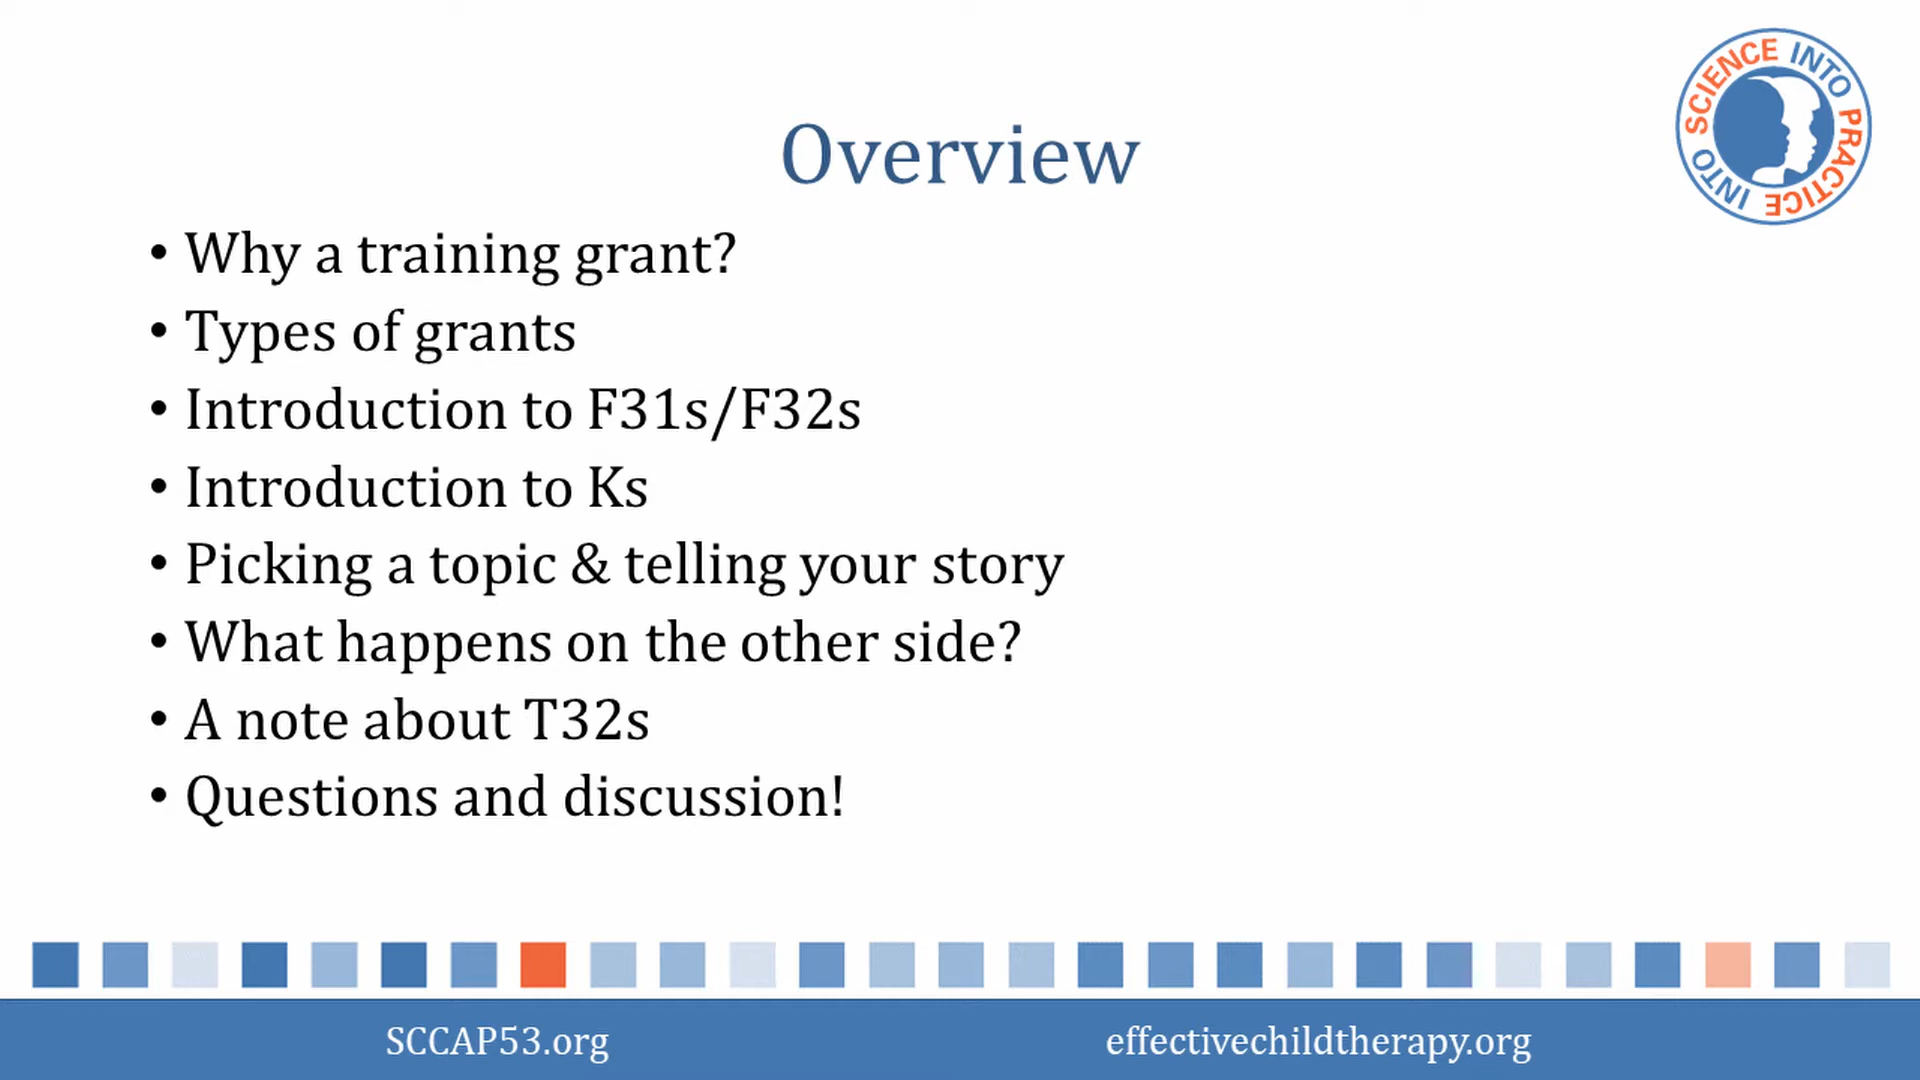 SCIENCE INTO PRACTICE INTO
Overview
• Why a training grant?
• Types of grants
• Introduction to F31s/F32s
• Introduction to Ks
• Picking a topic & telling your story
• What happens on the other side?
• A note about T32s
• Questions and discussion!
SCCAP53.org
effectivechildtherapy.org